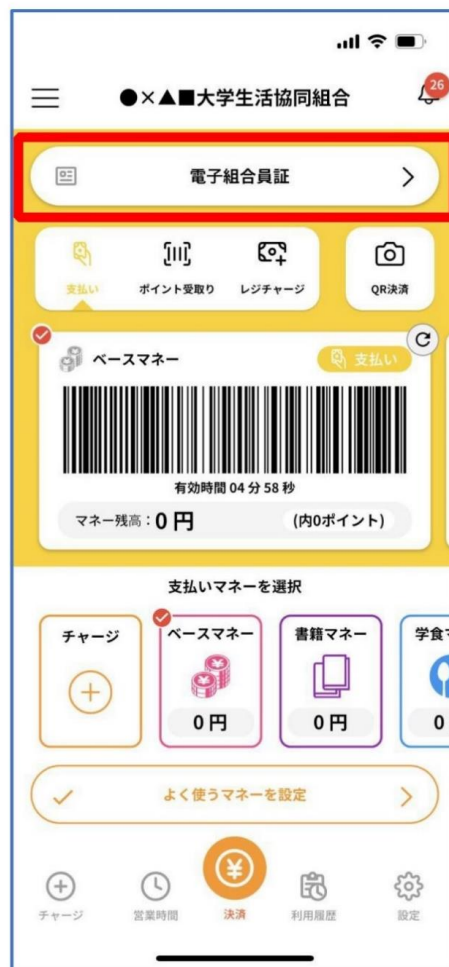 26
●×▲■大学生活協同組合
電子組合員証
支払い ポイント受取り レジチャージ QR決済
ベースマネー 支払い
有効時間 04 分 58 秒
マネー残高：0 円 (内0ポイント)
支払いマネーを選択
チャージ ベースマネー 書籍マネー 学食
0 円 0 円 0
よく使うマネーを設定
チャージ 営業時間 決済 利用履歴 設定